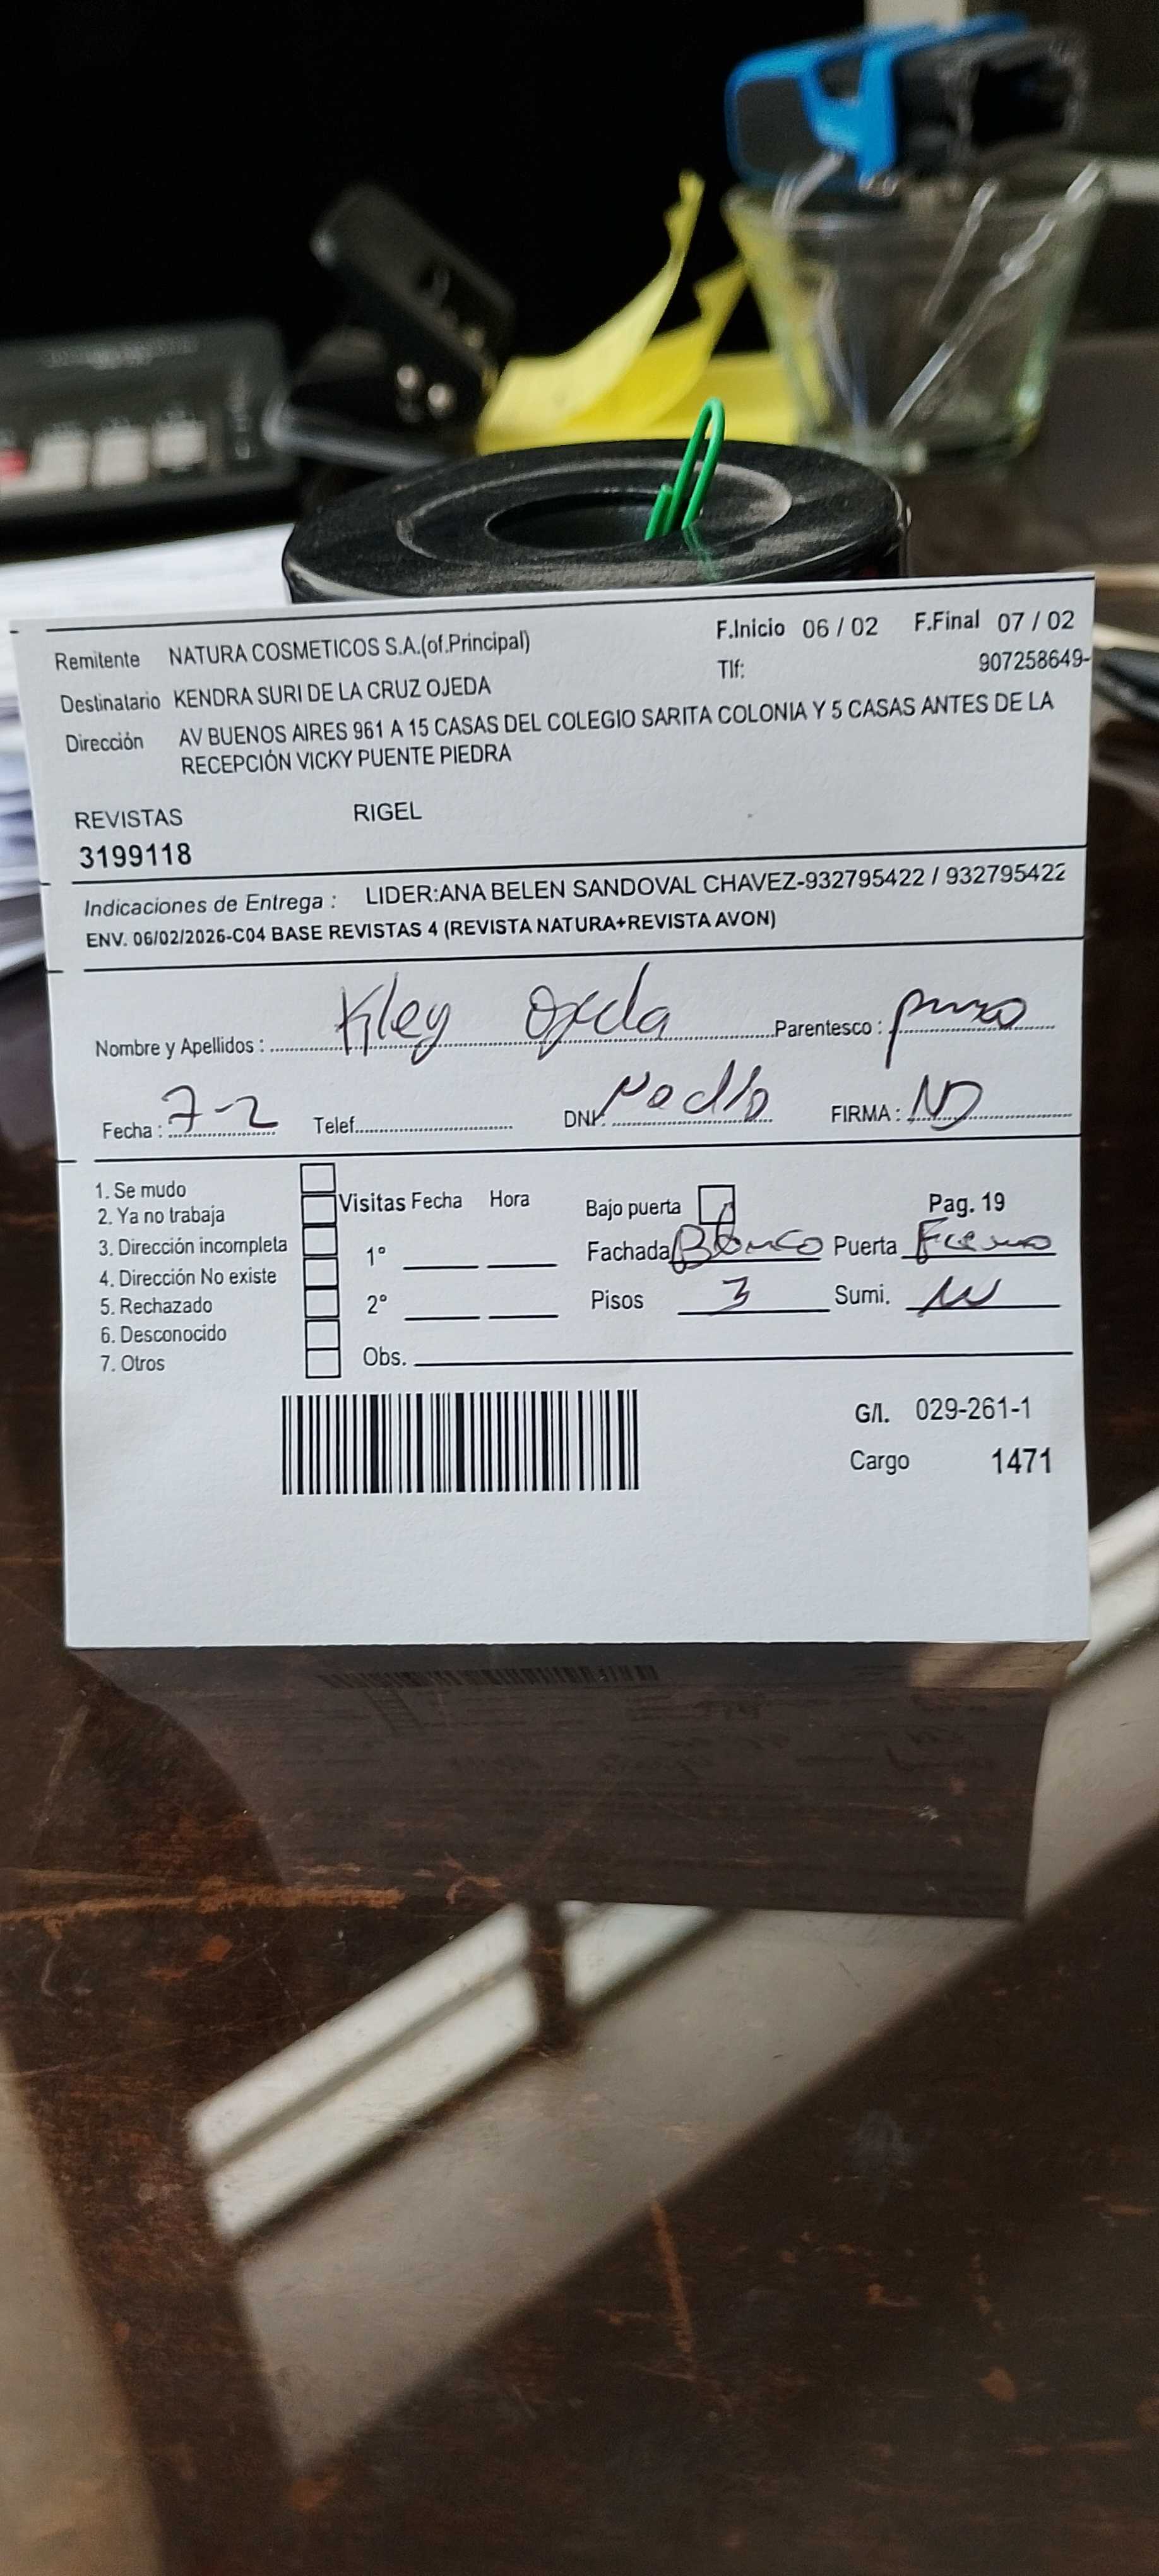 Remitente NATURA COSMETICOS S.A.(of.Principal) F.Inicio 06 / 02 F.Final 07 / 02
Destinatario KENDRA SURI DE LA CRUZ OJEDA Tlf: 907258649-
Dirección AV BUENOS AIRES 961 A 15 CASAS DEL COLEGIO SARITA COLONIA Y 5 CASAS ANTES DE LA
RECEPCIÓN VICKY PUENTE PIEDRA
REVISTAS RIGEL
3199118
Indicaciones de Entrega : LIDER:ANA BELEN SANDOVAL CHAVEZ-932795422 / 932795422
ENV. 06/02/2026-C04 BASE REVISTAS 4 (REVISTA NATURA+REVISTA AVON)
Nombre y Apellidos : Kley Ojeda Parentesco :
Fecha : 7-2 Telef. DNI: FIRMA : ND
1. Se mudo
2. Ya no trabaja Visitas Fecha Hora Bajo puerta Pag. 19
3. Dirección incompleta 1° Fachada Blanco Puerta
4. Dirección No existe
5. Rechazado 2° Pisos 3 Sumi.
6. Desconocido
7. Otros Obs.
G/I. 029-261-1
Cargo 1471